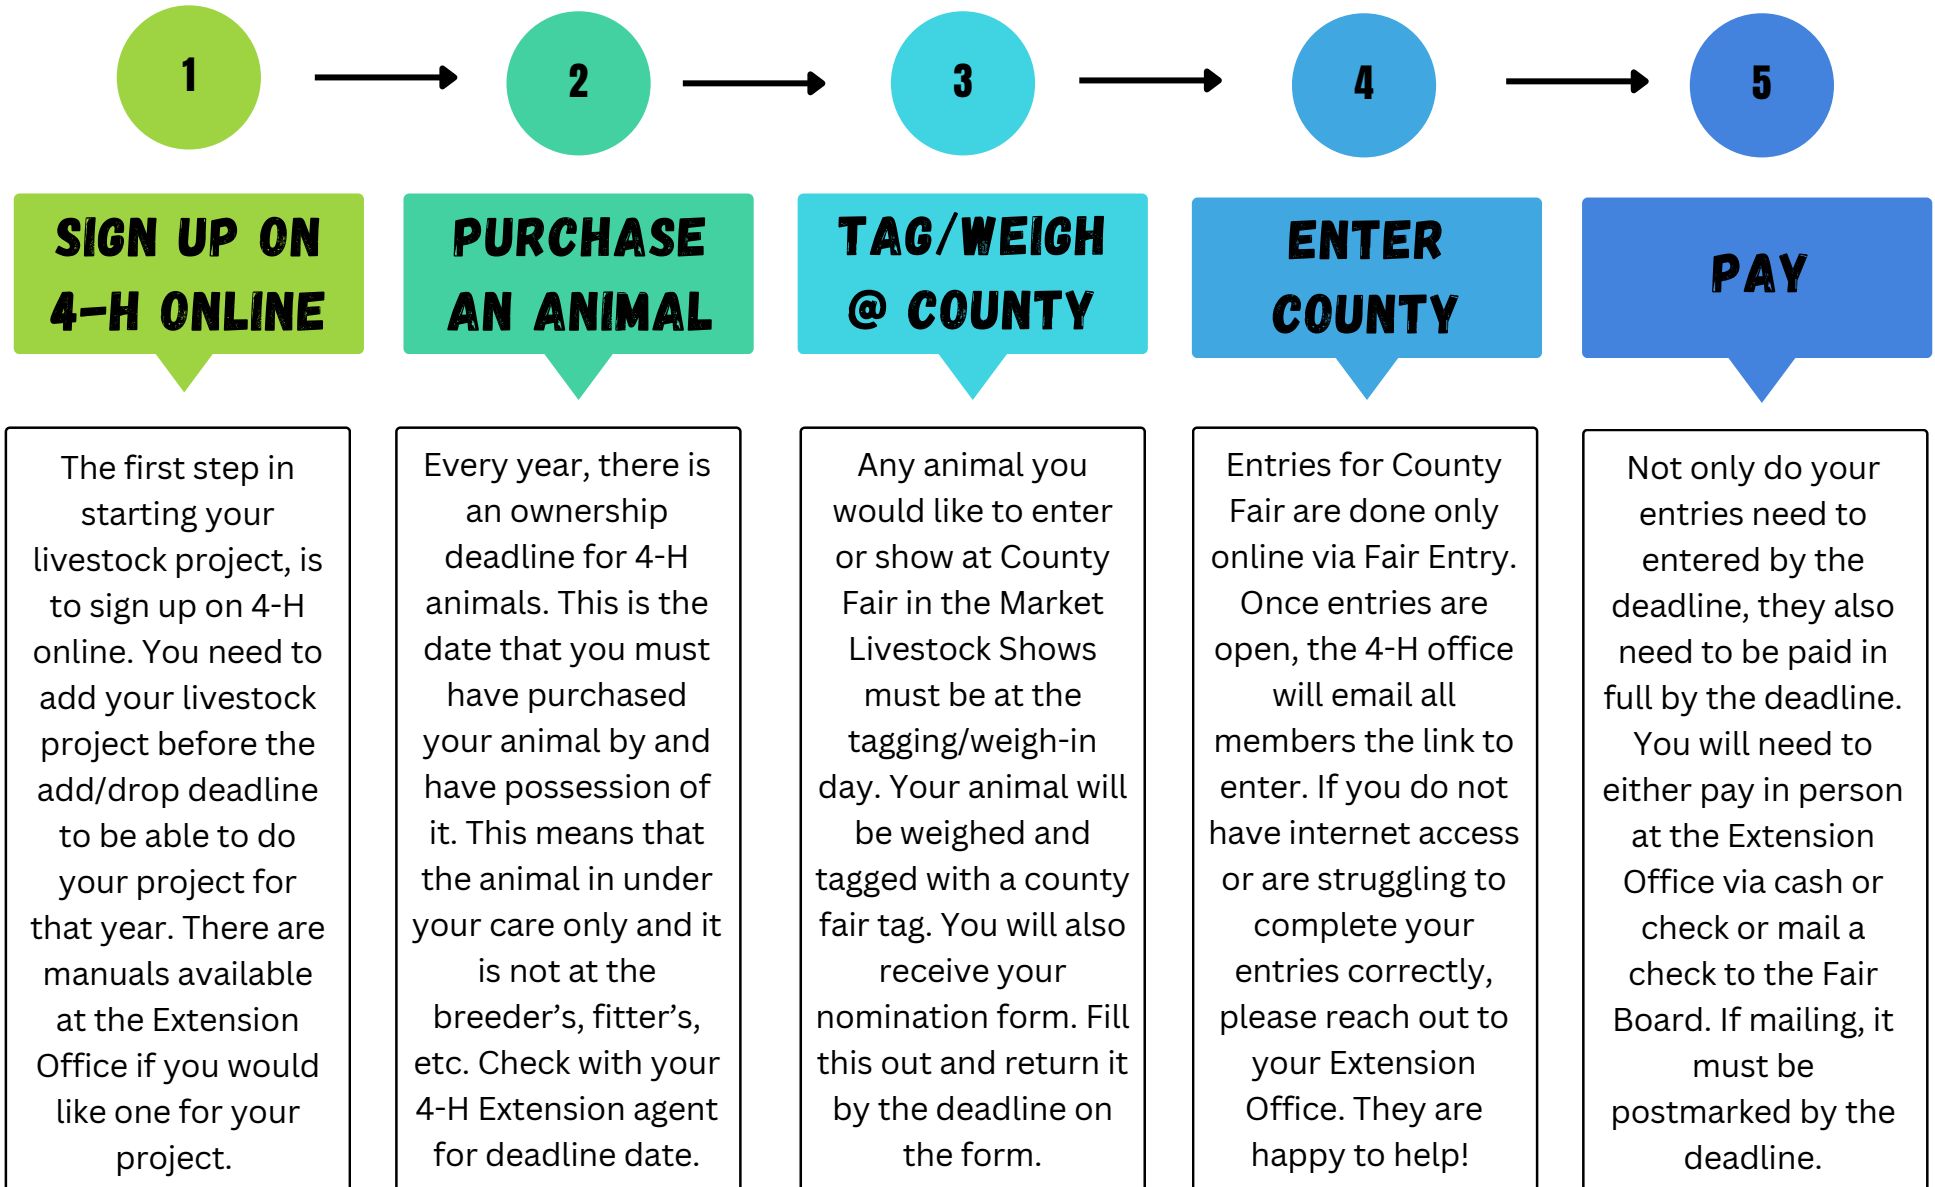 1
2
3
4
5
SIGN UP ON
4-H ONLINE
PURCHASE
AN ANIMAL
TAG/WEIGH
@ COUNTY
ENTER
COUNTY
PAY
The first step in
starting your
livestock project, is
to sign up on 4-H
online. You need to
add your livestock
project before the
add/drop deadline
to be able to do
your project for
that year. There are
manuals available
at the Extension
Office if you would
like one for your
project.
Every year, there is
an ownership
deadline for 4-H
animals. This is the
date that you must
have purchased
your animal by and
have possession of
it. This means that
the animal in under
your care only and it
is not at the
breeder’s, fitter’s,
etc. Check with your
4-H Extension agent
for deadline date.
Any animal you
would like to enter
or show at County
Fair in the Market
Livestock Shows
must be at the
tagging/weigh-in
day. Your animal will
be weighed and
tagged with a county
fair tag. You will also
receive your
nomination form. Fill
this out and return it
by the deadline on
the form.
Entries for County
Fair are done only
online via Fair Entry.
Once entries are
open, the 4-H office
will email all
members the link to
enter. If you do not
have internet access
or are struggling to
complete your
entries correctly,
please reach out to
your Extension
Office. They are
happy to help!
Not only do your
entries need to
entered by the
deadline, they also
need to be paid in
full by the deadline.
You will need to
either pay in person
at the Extension
Office via cash or
check or mail a
check to the Fair
Board. If mailing, it
must be
postmarked by the
deadline.